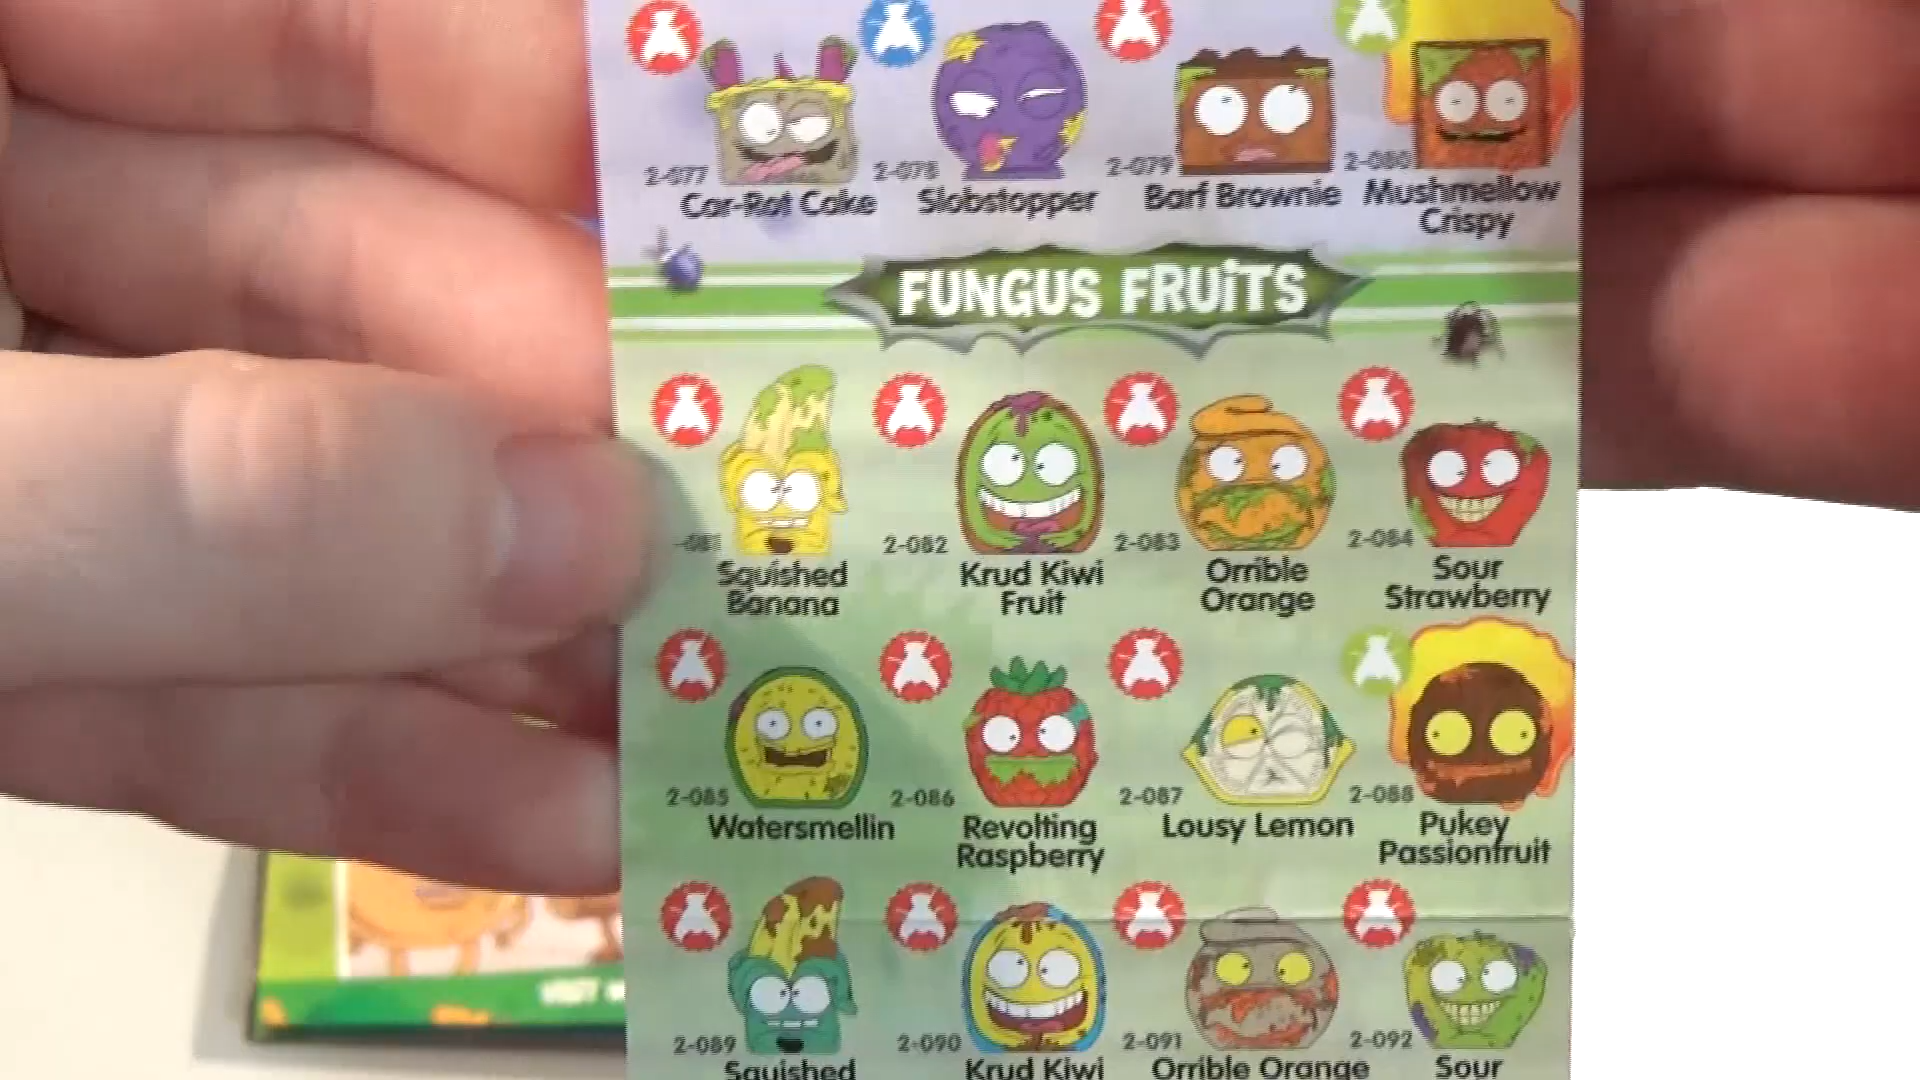 2-077
Car-Rot Cake
2-078
Slobstopper
2-079
Barf Brownie
2-080
Mushmellow
Crispy
FUNGUS FRUITS
-081
Squished
Banana
2-082
Krud Kiwi
Fruit
2-083
Orrible
Orange
2-084
Sour
Strawberry
2-085
Watersmellin
2-086
Revolting
Raspberry
2-087
Lousy Lemon
2-088
Pukey
Passionfruit
2-089
Squished
2-090
Krud Kiwi
2-091
Orrible Orange
2-092
Sour
VISIT